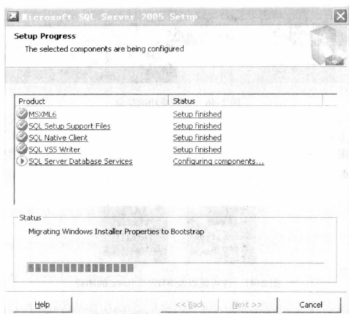 Microsoft SQL Server 2005 Setup
Setup Progress
The selected components are being configured
Product Status
MSXML6 Setup finished
SQL Setup Support Files Setup finished
SQL Native Client Setup finished
SQL VSS Writer Setup finished
SQL Server Database Services Configuring components...
Status
Migrating Windows Installer Properties to Bootstrap
Help << Back Next >> Cancel